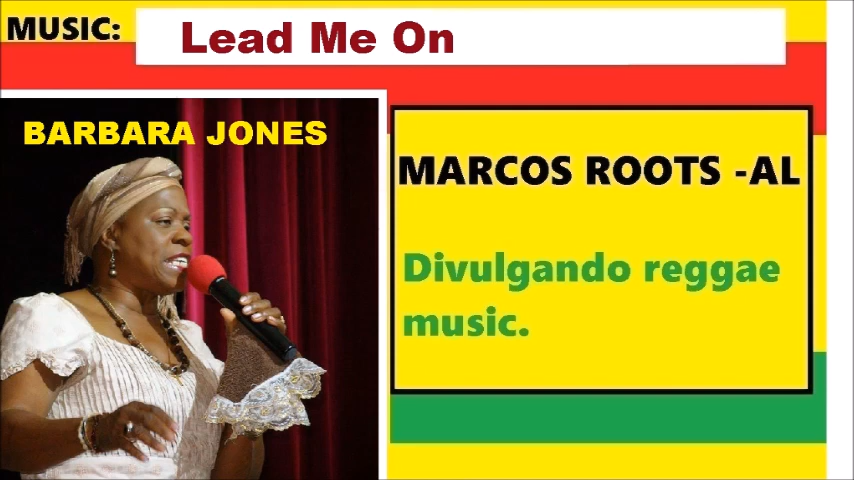 MUSIC:
Lead Me On
BARBARA JONES
MARCOS ROOTS -AL
Divulgando reggae
music.